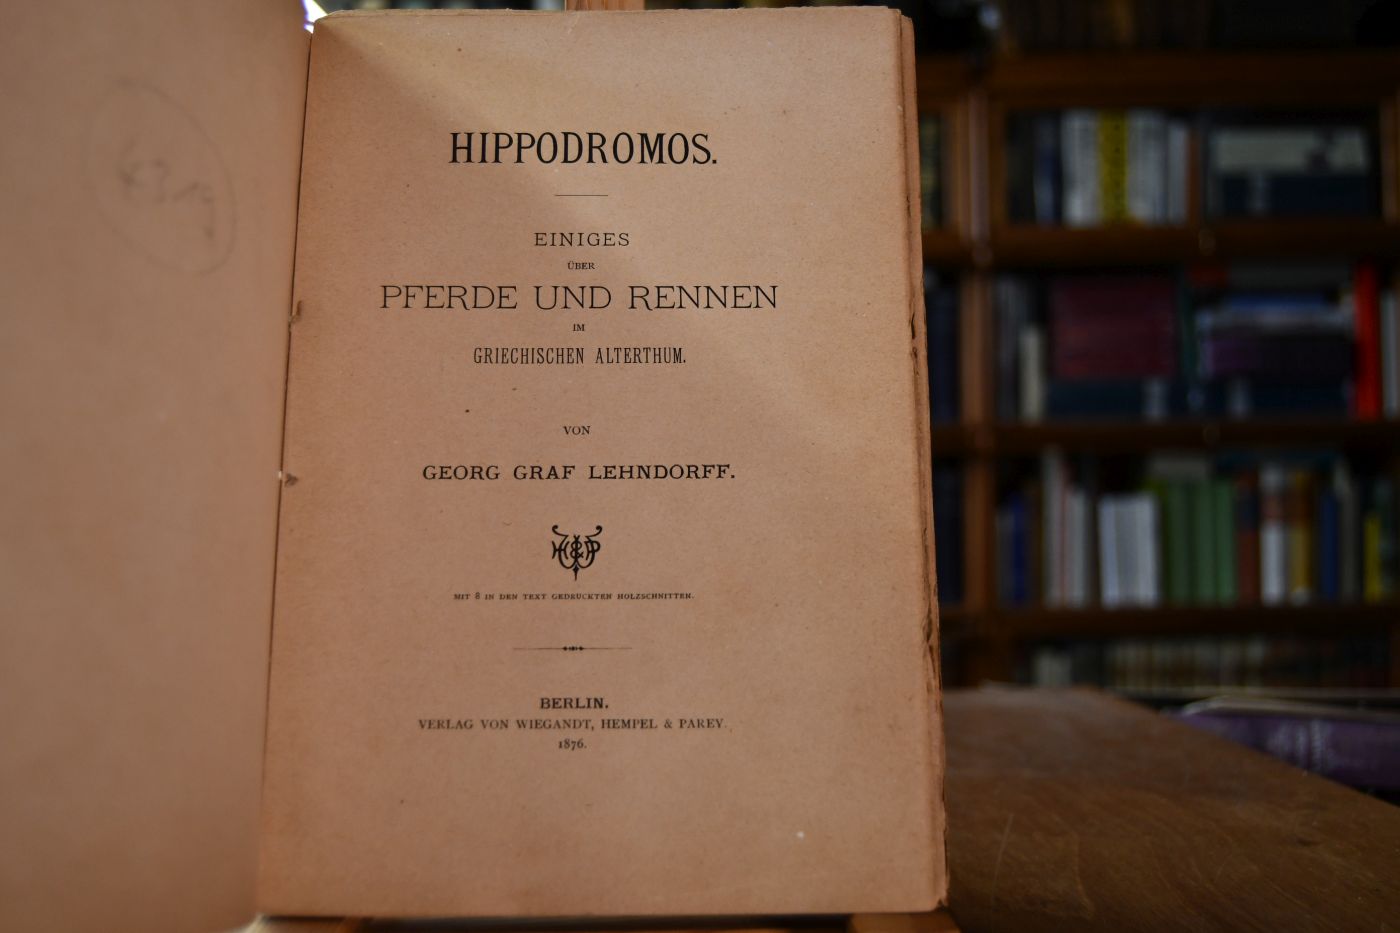 HIPPODROMOS.
EINIGES
ÜBER
PFERDE UND RENNEN
IM
GRIECHISCHEN ALTERTHUM.
VON
GEORG GRAF LEHNDORFF.
WH&P
MIT 8 IN DEN TEXT GEDRUCKTEN HOLZSCHNITTEN.
BERLIN.
VERLAG VON WIEGANDT, HEMPEL & PAREY.
1876.